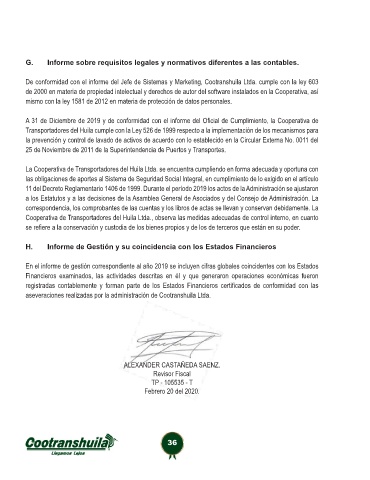 G. Informe sobre requisitos legales y normativos diferentes a las contables.
De conformidad con el informe del Jefe de Sistemas y Marketing, Cootranshuila Ltda. cumple con la ley 603
de 2000 en materia de propiedad intelectual y derechos de autor del software instalados en la Cooperativa, así
mismo con la ley 1581 de 2012 en materia de protección de datos personales.
A 31 de Diciembre de 2019 y de conformidad con el informe del Oficial de Cumplimiento, la Cooperativa de
Transportadores del Huila cumple con la Ley 526 de 1999 respecto a la implementación de los mecanismos para
la prevención y control de lavado de activos de acuerdo con lo establecido en la Circular Externa No. 0011 del
25 de Noviembre de 2011 de la Superintendencia de Puertos y Transportes.
La Cooperativa de Transportadores del Huila Ltda. se encuentra cumpliendo en forma adecuada y oportuna con
las obligaciones de aportes al Sistema de Seguridad Social Integral, en cumplimiento de lo exigido en el artículo
11 del Decreto Reglamentario 1406 de 1999. Durante el periodo 2019 los actos de la Administración se ajustaron
a los Estatutos y a las decisiones de la Asamblea General de Asociados y del Consejo de Administración. La
correspondencia, los comprobantes de las cuentas y los libros de actas se llevan y conservan debidamente. La
Cooperativa de Transportadores del Huila Ltda., observa las medidas adecuadas de control interno, en cuanto
se refiere a la conservación y custodia de los bienes propios y de los de terceros que están en su poder.
H. Informe de Gestión y su coincidencia con los Estados Financieros
En el informe de gestión correspondiente al año 2019 se incluyen cifras globales coincidentes con los Estados
Financieros examinados, las actividades descritas en él y que generaron operaciones económicas fueron
registradas contablemente y forman parte de los Estados Financieros certificados de conformidad con las
aseveraciones realizadas por la administración de Cootranshuila Ltda.
ALEXANDER CASTAÑEDA SAENZ.
Revisor Fiscal
TP - 105535 - T
Febrero 20 del 2020.
Cootranshuila
Llegamos Lejos
36